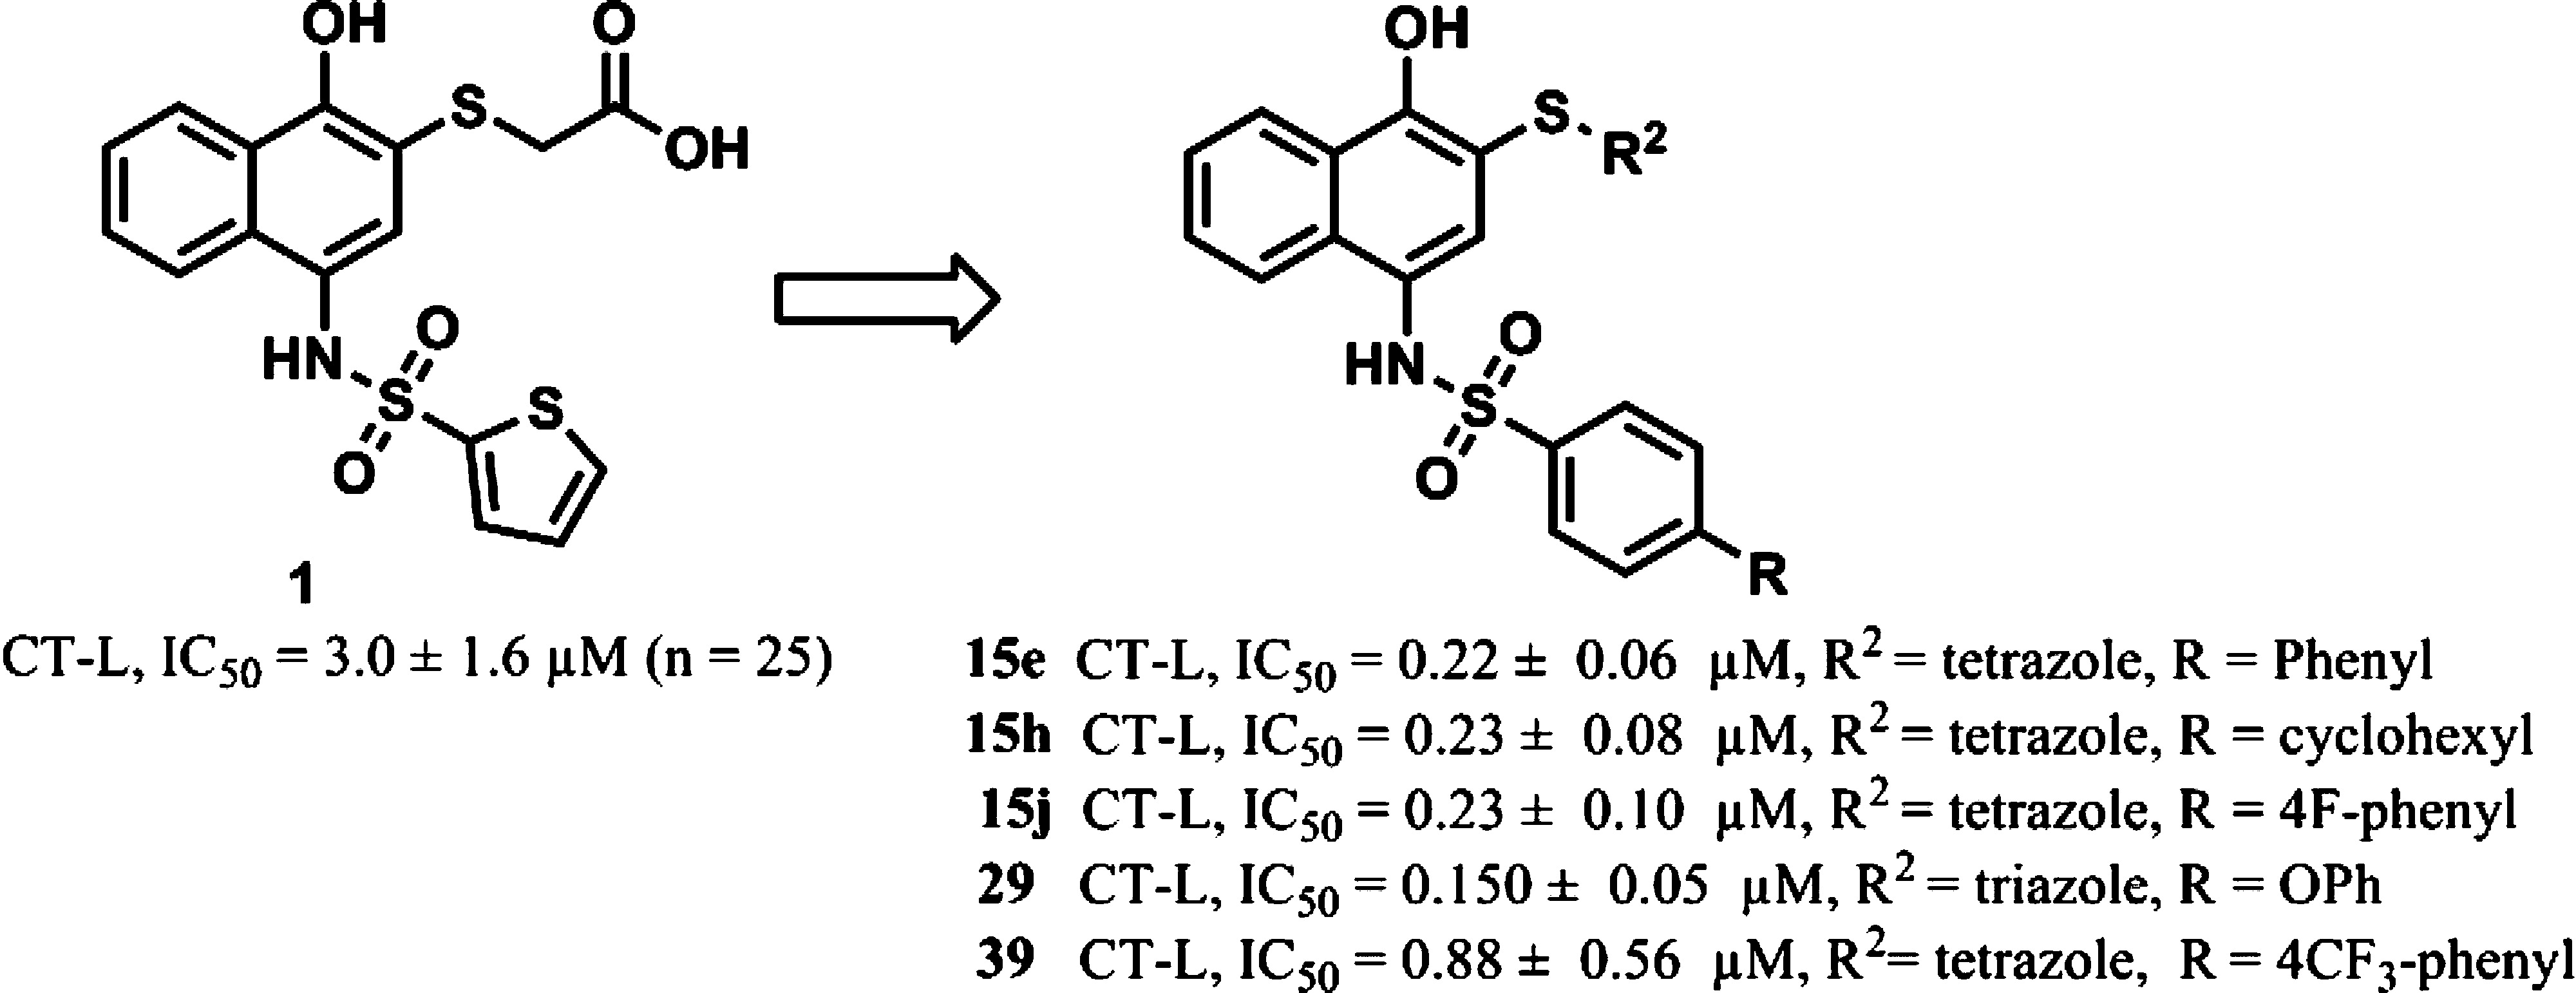 OH
O
S
OH
HN
O
S
S
O
1
CT-L, IC50 = 3.0 ± 1.6 μM (n = 25)
OH
S
R2
HN
O
S
O
R
15e CT-L, IC50 = 0.22 ± 0.06 μM, R2 = tetrazole, R = Phenyl
15h CT-L, IC50 = 0.23 ± 0.08 μM, R2 = tetrazole, R = cyclohexyl
15j CT-L, IC50 = 0.23 ± 0.10 μM, R2 = tetrazole, R = 4F-phenyl
29 CT-L, IC50 = 0.150 ± 0.05 μM, R2 = triazole, R = OPh
39 CT-L, IC50 = 0.88 ± 0.56 μM, R2= tetrazole, R = 4CF3-phenyl